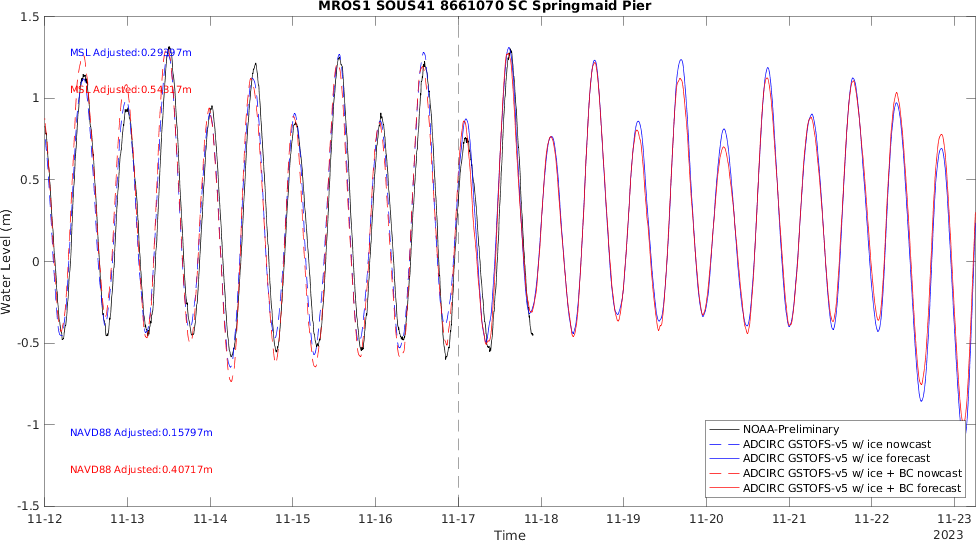 MROS1 SOUS41 8661070 SC Springmaid Pier
1.5
1
0.5
0
-0.5
-1
-1.5
Water Level (m)
MSL Adjusted:0.29397m
MSL Adjusted:0.54317m
NAVD88 Adjusted:0.15797m
NAVD88 Adjusted:0.40717m
NOAA-Preliminary
ADCIRC GSTOFS-v5 w/ ice nowcast
ADCIRC GSTOFS-v5 w/ ice forecast
ADCIRC GSTOFS-v5 w/ ice + BC nowcast
ADCIRC GSTOFS-v5 w/ ice + BC forecast
11-12 11-13 11-14 11-15 11-16 11-17 11-18 11-19 11-20 11-21 11-22 11-23
2023
Time